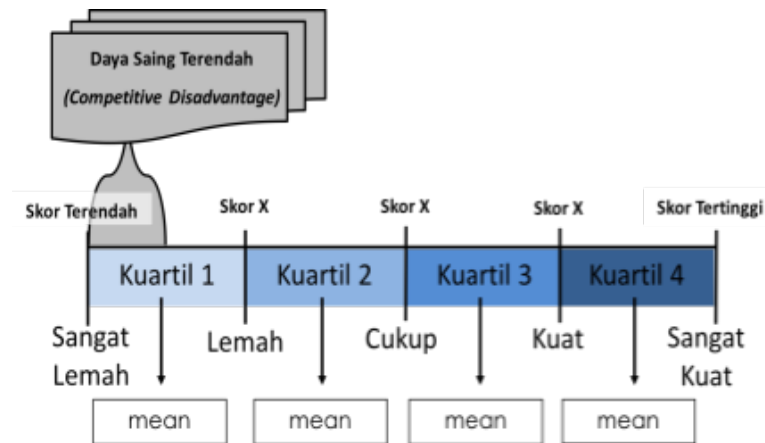 Daya Saing Terendah
(Competitive Disadvantage)
Skor Terendah
Skor X
Skor X
Skor X
Skor Tertinggi
Kuartil 1
Kuartil 2
Kuartil 3
Kuartil 4
Sangat
Lemah
Lemah
Cukup
Kuat
Sangat
Kuat
mean
mean
mean
mean